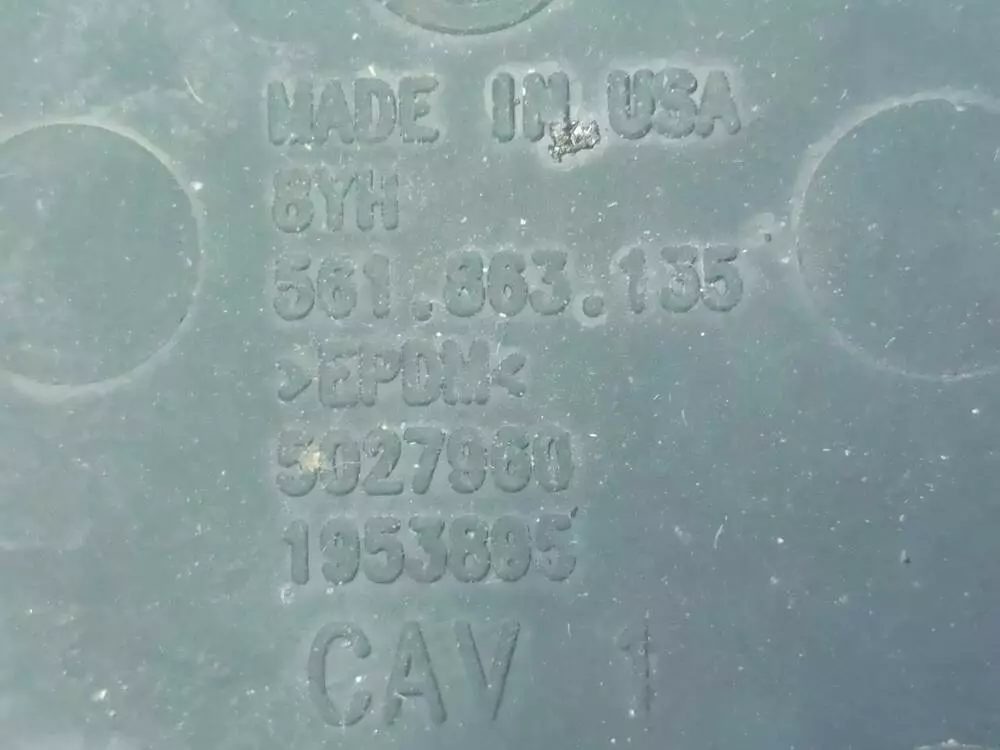 MADE IN USA
8YH
561.863.135
>EPDM<
5027960
1953895
CAV 1